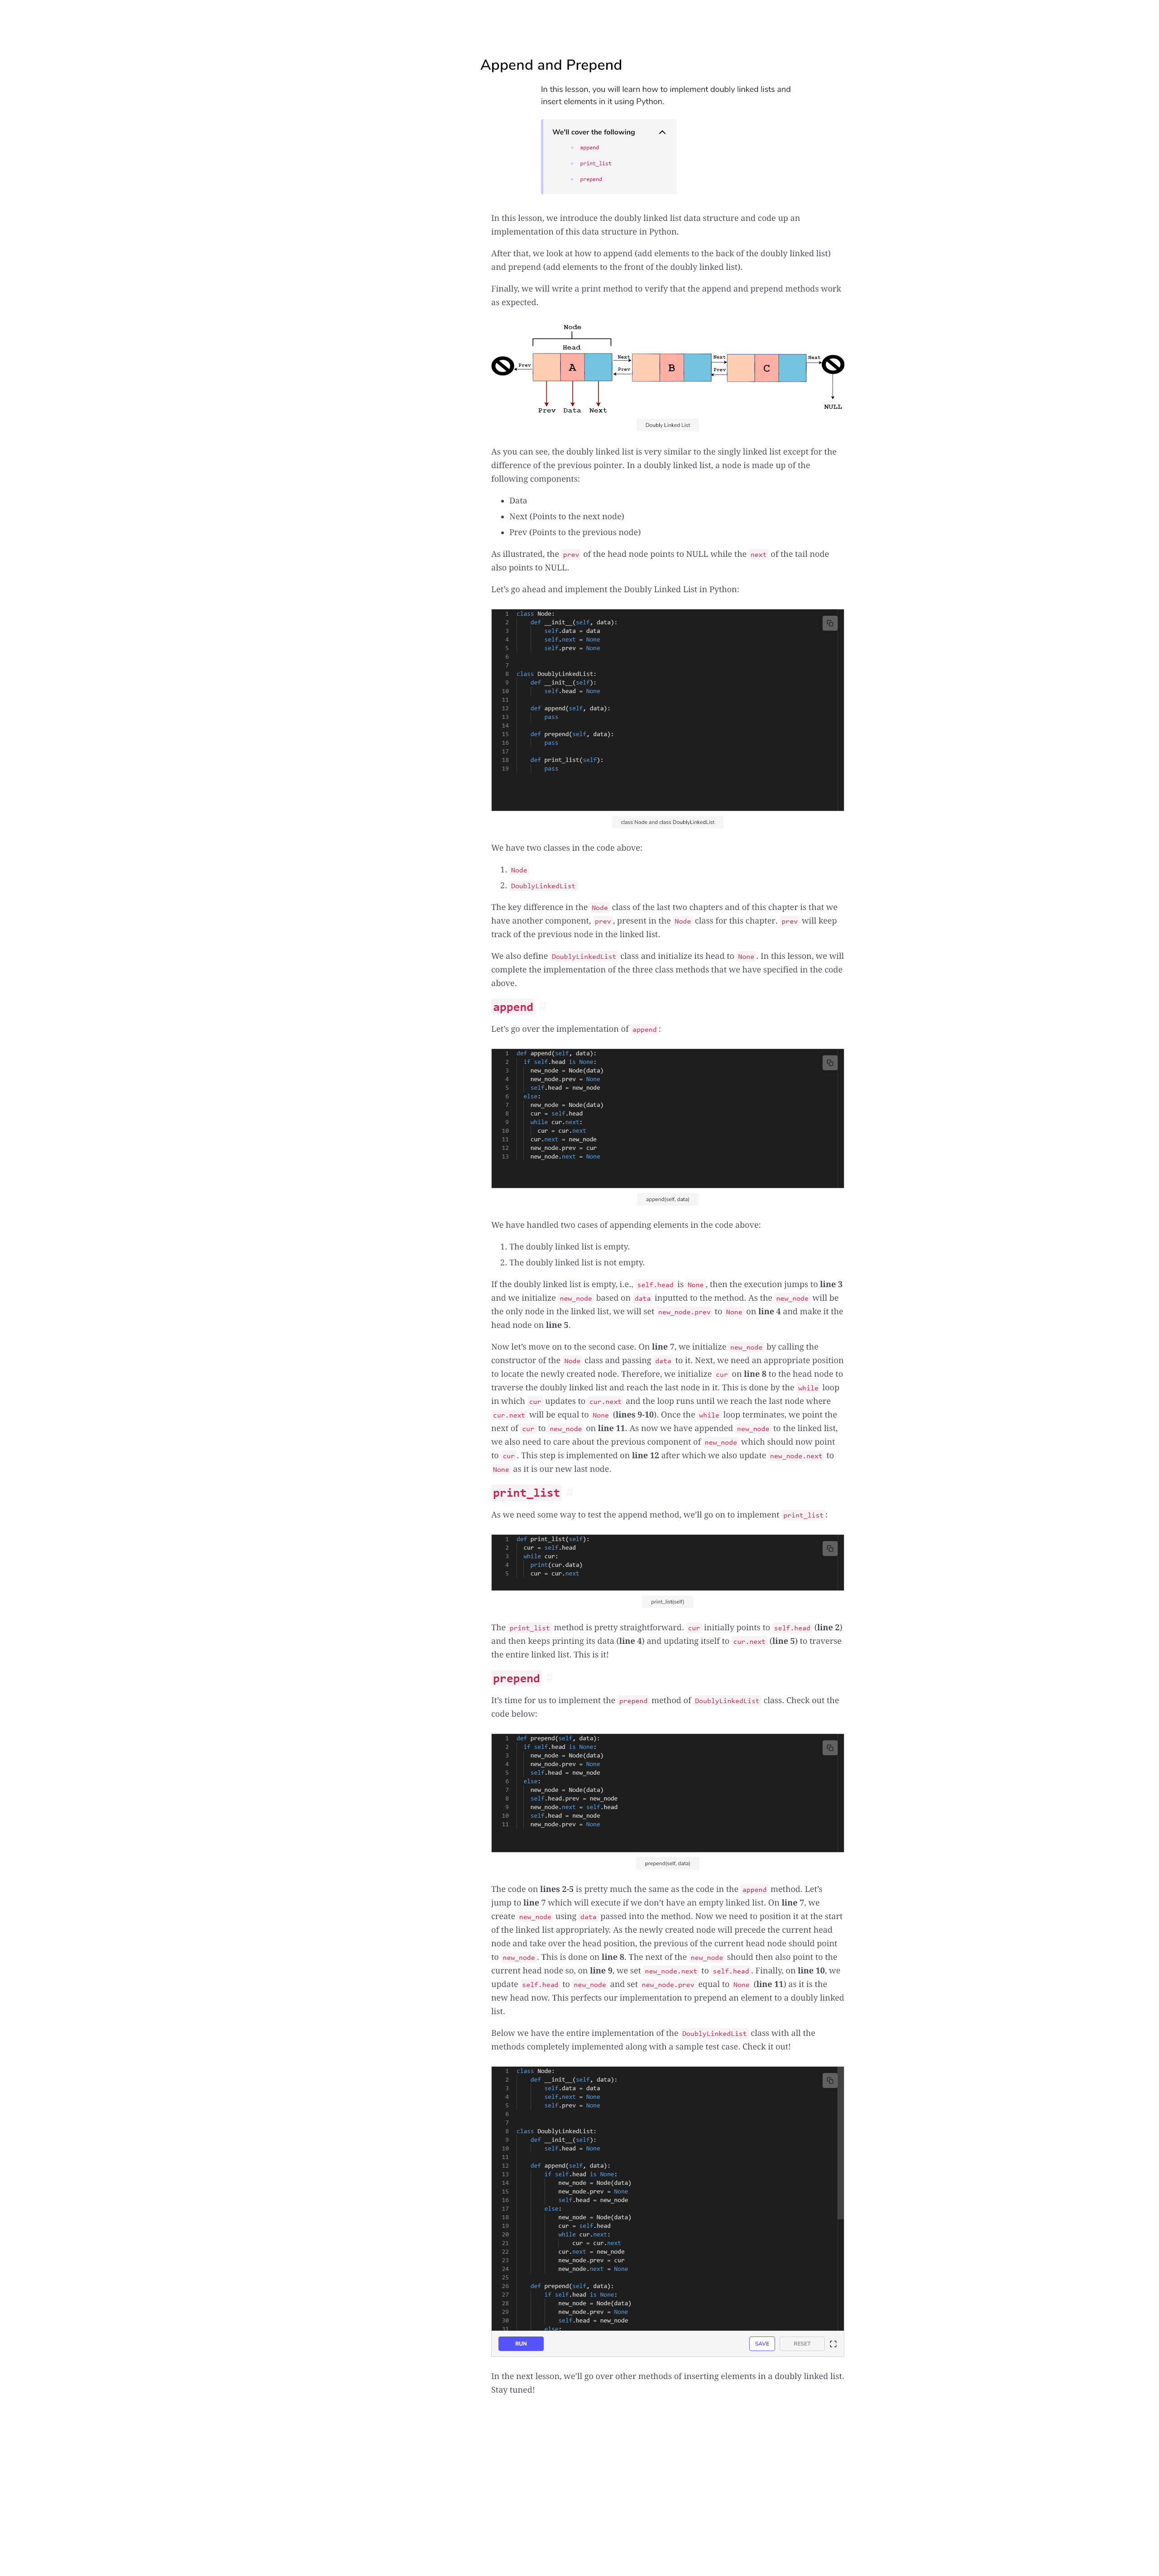 Append and Prepend
In this lesson, you will learn how to implement doubly linked lists and
insert elements in it using Python.
We'll cover the following
append
print_list
prepend
In this lesson, we introduce the doubly linked list data structure and code up an
implementation of this data structure in Python.
After that, we look at how to append (add elements to the back of the doubly linked list)
and prepend (add elements to the front of the doubly linked list).
Finally, we will write a print method to verify that the append and prepend methods work
as expected.
Node
Head
Prev A Next Prev B Next Prev C Next
Prev Data Next
NULL
Doubly Linked List
As you can see, the doubly linked list is very similar to the singly linked list except for the
difference of the previous pointer. In a doubly linked list, a node is made up of the
following components:
• Data
• Next (Points to the next node)
• Prev (Points to the previous node)
As illustrated, the prev of the head node points to NULL while the next of the tail node
also points to NULL.
Let's go ahead and implement the Doubly Linked List in Python:
1 class Node:
2     def __init__(self, data):
3         self.data = data
4         self.next = None
5         self.prev = None
6
7
8 class DoublyLinkedList:
9     def __init__(self):
10         self.head = None
11
12     def append(self, data):
13         pass
14
15     def prepend(self, data):
16         pass
17
18     def print_list(self):
19         pass
class Node and class DoublyLinkedList
We have two classes in the code above:
1. Node
2. DoublyLinkedList
The key difference in the Node class of the last two chapters and of this chapter is that we
have another component, prev, present in the Node class for this chapter. prev will keep
track of the previous node in the linked list.
We also define DoublyLinkedList class and initialize its head to None. In this lesson, we will
complete the implementation of the three class methods that we have specified in the code
above.
append #
Let's go over the implementation of append:
1 def append(self, data):
2   if self.head is None:
3     new_node = Node(data)
4     new_node.prev = None
5     self.head = new_node
6   else:
7     new_node = Node(data)
8     cur = self.head
9     while cur.next:
10       cur = cur.next
11     cur.next = new_node
12     new_node.prev = cur
13     new_node.next = None
append(self, data)
We have handled two cases of appending elements in the code above:
1. The doubly linked list is empty.
2. The doubly linked list is not empty.
If the doubly linked list is empty, i.e., self.head is None, then the execution jumps to line 3
and we initialize new_node based on data inputted to the method. As the new_node will be
the only node in the linked list, we will set new_node.prev to None on line 4 and make it the
head node on line 5.
Now let's move on to the second case. On line 7, we initialize new_node by calling the
constructor of the Node class and passing data to it. Next, we need an appropriate position
to locate the newly created node. Therefore, we initialize cur on line 8 to the head node to
traverse the doubly linked list and reach the last node in it. This is done by the while loop
in which cur updates to cur.next and the loop runs until we reach the last node where
cur.next will be equal to None (lines 9-10). Once the while loop terminates, we point the
next of cur to new_node on line 11. As now we have appended new_node to the linked list,
we also need to care about the previous component of new_node which should now point
to cur. This step is implemented on line 12 after which we also update new_node.next to
None as it is our new last node.
print_list #
As we need some way to test the append method, we'll go on to implement print_list:
1 def print_list(self):
2   cur = self.head
3   while cur:
4     print(cur.data)
5     cur = cur.next
print_list(self)
The print_list method is pretty straightforward. cur initially points to self.head (line 2)
and then keeps printing its data (line 4) and updating itself to cur.next (line 5) to traverse
the entire linked list. This is it!
prepend #
It's time for us to implement the prepend method of DoublyLinkedList class. Check out the
code below:
1 def prepend(self, data):
2   if self.head is None:
3     new_node = Node(data)
4     new_node.prev = None
5     self.head = new_node
6   else:
7     new_node = Node(data)
8     self.head.prev = new_node
9     new_node.next = self.head
10     self.head = new_node
11     new_node.prev = None
prepend(self, data)
The code on lines 2-5 is pretty much the same as the code in the append method. Let's
jump to line 7 which will execute if we don't have an empty linked list. On line 7, we
create new_node using data passed into the method. Now we need to position it at the start
of the linked list appropriately. As the newly created node will precede the current head
node and take over the head position, the previous of the current head node should point
to new_node. This is done on line 8. The next of the new_node should then also point to the
current head node so, on line 9, we set new_node.next to self.head. Finally, on line 10, we
update self.head to new_node and set new_node.prev equal to None (line 11) as it is the
new head now. This perfects our implementation to prepend an element to a doubly linked
list.
Below we have the entire implementation of the DoublyLinkedList class with all the
methods completely implemented along with a sample test case. Check it out!
1 class Node:
2     def __init__(self, data):
3         self.data = data
4         self.next = None
5         self.prev = None
6
7
8 class DoublyLinkedList:
9     def __init__(self):
10         self.head = None
11
12     def append(self, data):
13         if self.head is None:
14             new_node = Node(data)
15             new_node.prev = None
16             self.head = new_node
17         else:
18             new_node = Node(data)
19             cur = self.head
20             while cur.next:
21                 cur = cur.next
22             cur.next = new_node
23             new_node.prev = cur
24             new_node.next = None
25
26     def prepend(self, data):
27         if self.head is None:
28             new_node = Node(data)
29             new_node.prev = None
30             self.head = new_node
31         else:
RUN SAVE RESET
In the next lesson, we'll go over other methods of inserting elements in a doubly linked list.
Stay tuned!